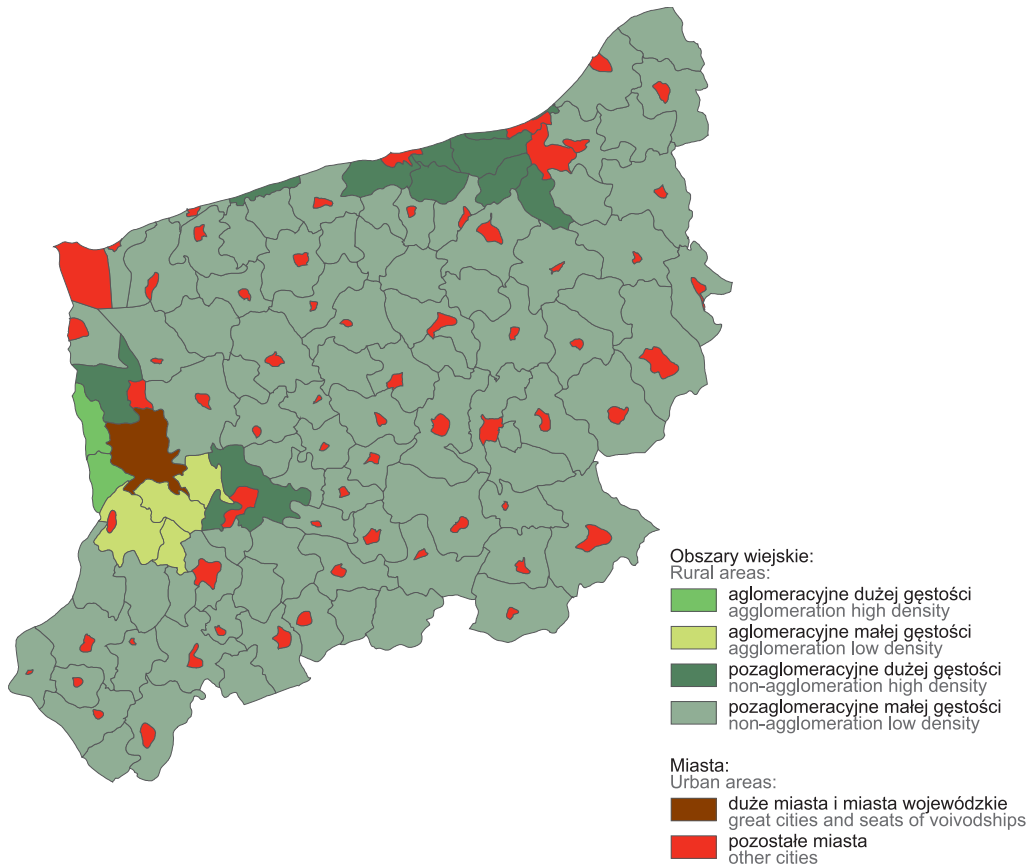 Obszary wiejskie:
Rural areas:
aglomeracyjne dużej gęstości
agglomeration high density
aglomeracyjne małej gęstości
agglomeration low density
pozaglomeracyjne dużej gęstości
non-agglomeration high density
pozaglomeracyjne małej gęstości
non-agglomeration low density
Miasta:
Urban areas:
duże miasta i miasta wojewódzkie
great cities and seats of voivodships
pozostałe miasta
other cities